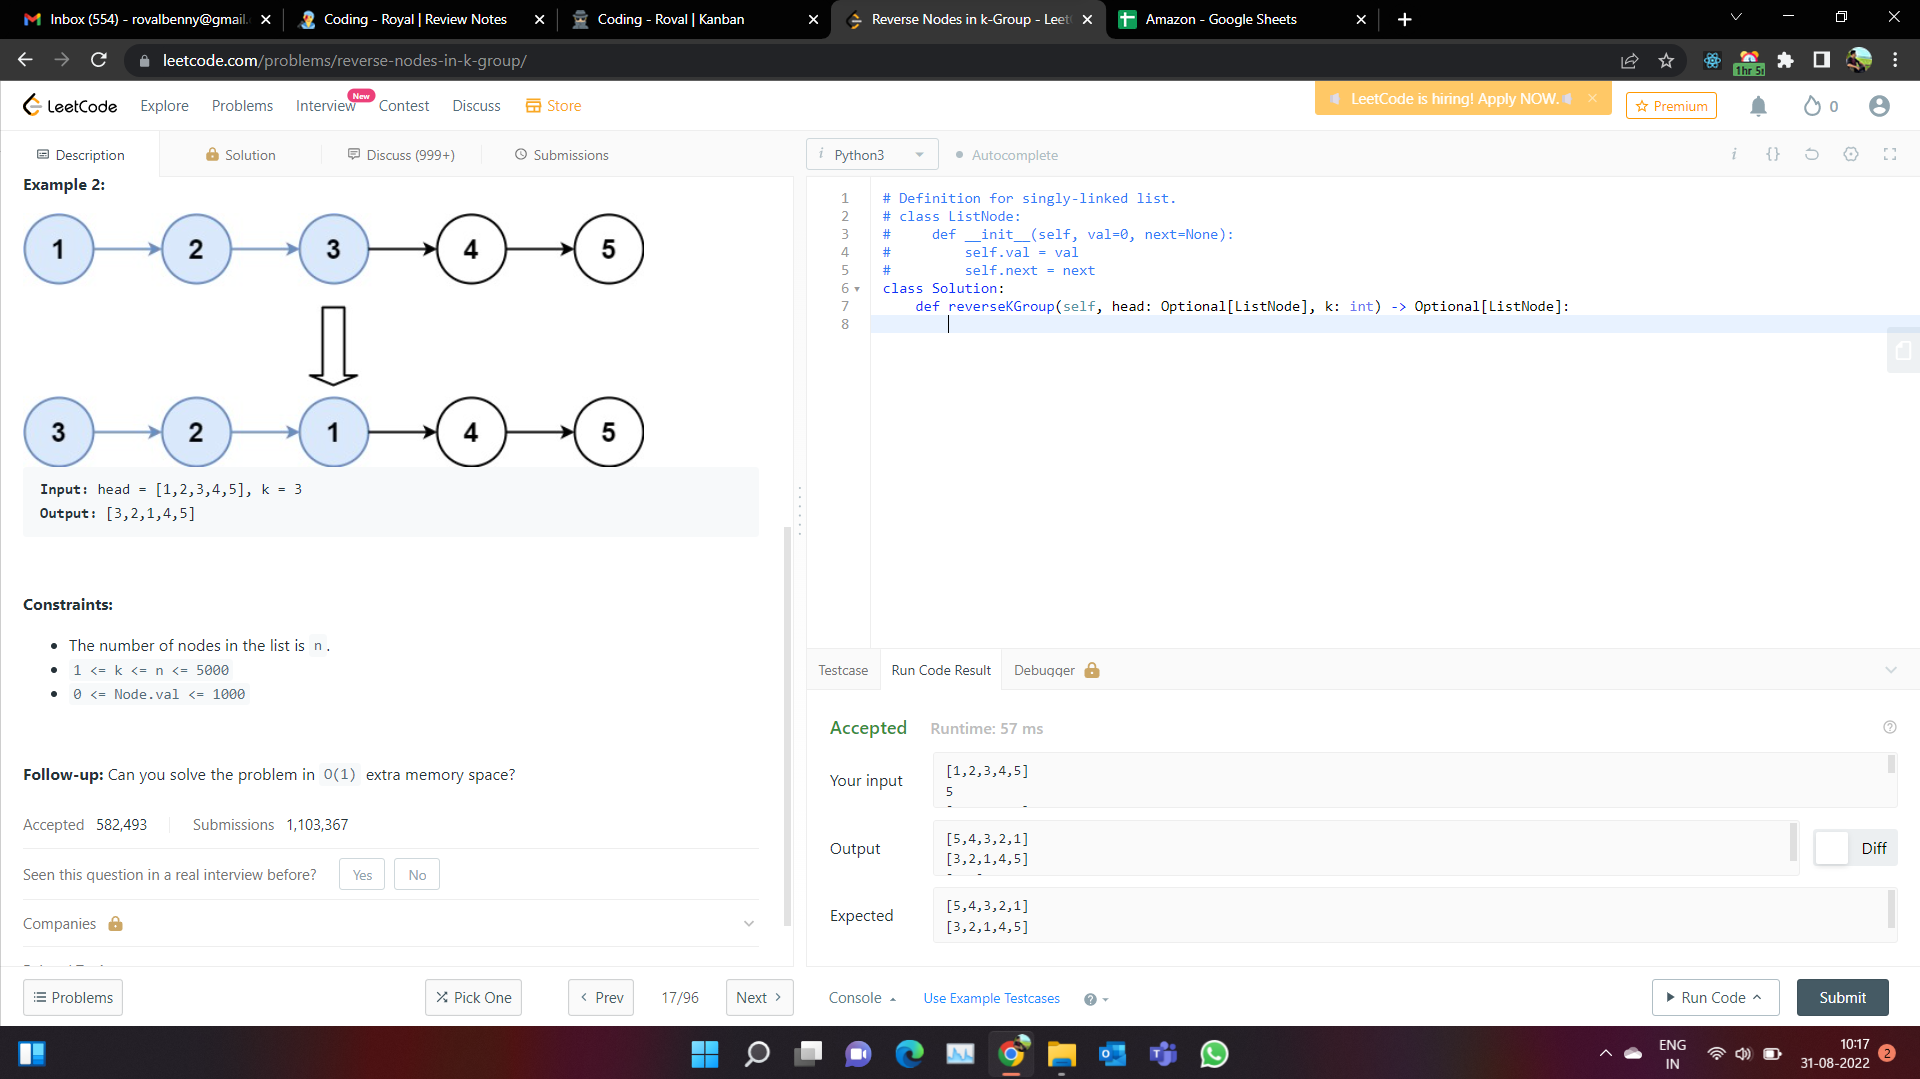 Inbox (554) - rovalbenny@gmail.
Coding - Royal | Review Notes
Coding - Roval | Kanban
Reverse Nodes in k-Group - Leet
Amazon - Google Sheets
leetcode.com/problems/reverse-nodes-in-k-group/
1hr 5
LeetCode
Explore
Problems
Interview
New
Contest
Discuss
Store
LeetCode is hiring! Apply NOW.
Premium
0
Description
Solution
Discuss (999+)
Submissions
i Python3
Autocomplete
i {}
Example 2:
1 2 3 4 5
3 2 1 4 5
Input: head = [1,2,3,4,5], k = 3
Output: [3,2,1,4,5]
Constraints:
• The number of nodes in the list is n.
• 1 <= k <= n <= 5000
• 0 <= Node.val <= 1000
Follow-up: Can you solve the problem in O(1) extra memory space?
Accepted 582,493 Submissions 1,103,367
Seen this question in a real interview before? Yes No
Companies
1 # Definition for singly-linked list.
2 # class ListNode:
3 #     def __init__(self, val=0, next=None):
4 #         self.val = val
5 #         self.next = next
6 class Solution:
7     def reverseKGroup(self, head: Optional[ListNode], k: int) -> Optional[ListNode]:
8
Testcase
Run Code Result
Debugger
Accepted Runtime: 57 ms
Your input
[1,2,3,4,5]
5
Output
[5,4,3,2,1]
[3,2,1,4,5]
Diff
Expected
[5,4,3,2,1]
[3,2,1,4,5]
Problems
Pick One
Prev
17/96
Next
Console
Use Example Testcases
Run Code
Submit
ENG
IN
10:17
31-08-2022
2